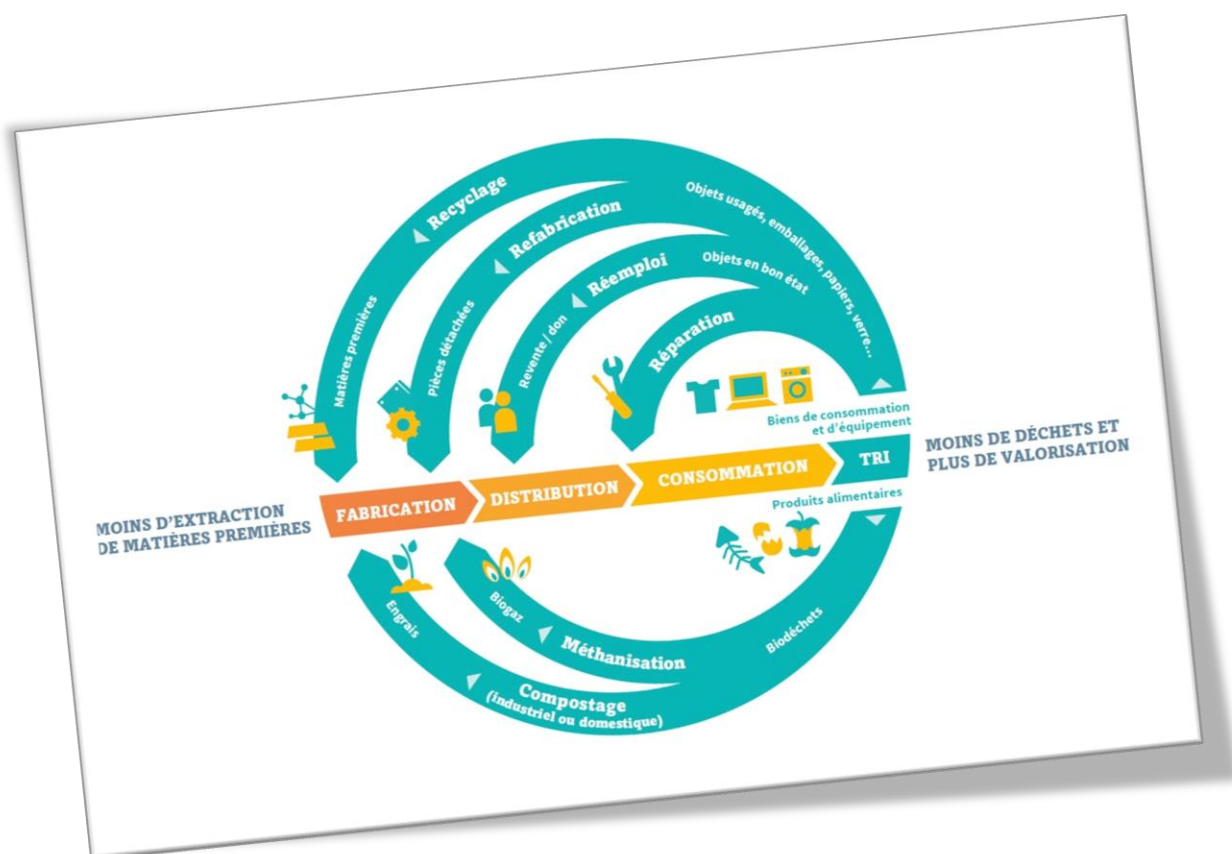 Recyclage
Matières premières
Refabrication
Pièces détachées
Réemploi
Revente / don
Réparation
Objets usagés, emballages, papiers, verre...
Objets en bon état
Biens de consommation
et d'équipement
MOINS D'EXTRACTION
DE MATIÈRES PREMIÈRES
FABRICATION
DISTRIBUTION
CONSOMMATION
TRI
MOINS DE DÉCHETS ET
PLUS DE VALORISATION
Produits alimentaires
Engrais
Biogaz
Méthanisation
Biodéchets
Compostage
(industriel ou domestique)